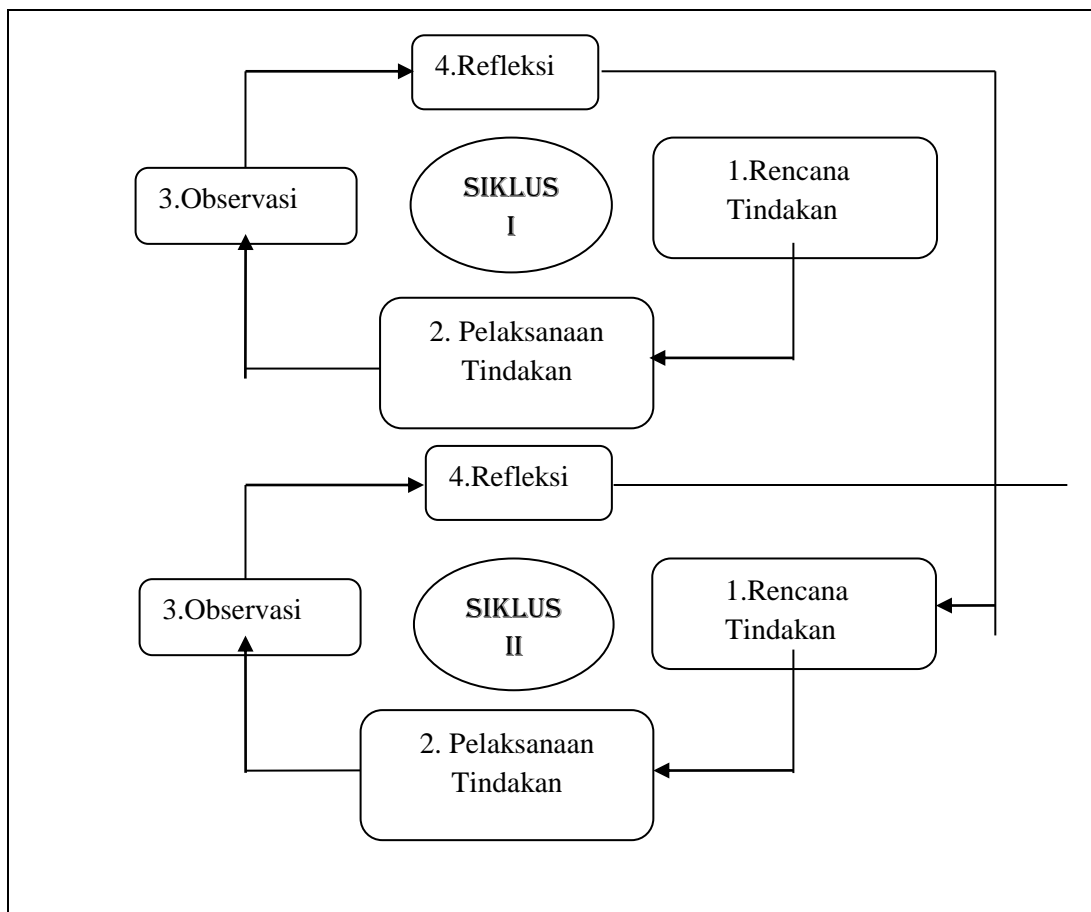 4.Refleksi
SIKLUS
I
1.Rencana
Tindakan
3.Observasi
2. Pelaksanaan
Tindakan
4.Refleksi
SIKLUS
II
1.Rencana
Tindakan
3.Observasi
2. Pelaksanaan
Tindakan